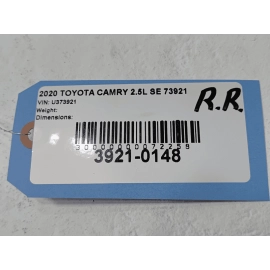 2020 TOYOTA CAMRY 2.5L SE 73921
R.R.
VIN: U373921
Weight:
Dimensions:
3921-0148